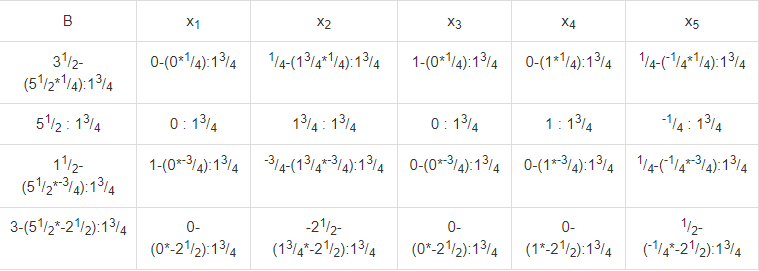 B x₁ x₂ x₃ x₄ x₅
3¹/₂-(5¹/₂*¹/₄):1³/₄ 0-(0*¹/₄):1³/₄ ¹/₄-(1³/₄*¹/₄):1³/₄ 1-(0*¹/₄):1³/₄ 0-(1*¹/₄):1³/₄ ¹/₄-(-¹/₄*¹/₄):1³/₄
5¹/₂ : 1³/₄ 0 : 1³/₄ 1³/₄ : 1³/₄ 0 : 1³/₄ 1 : 1³/₄ -¹/₄ : 1³/₄
1¹/₂-(5¹/₂*-³/₄):1³/₄ 1-(0*-³/₄):1³/₄ -³/₄-(1³/₄*-³/₄):1³/₄ 0-(0*-³/₄):1³/₄ 0-(1*-³/₄):1³/₄ ¹/₄-(-¹/₄*-³/₄):1³/₄
3-(5¹/₂*-2¹/₂):1³/₄ 0-(0*-2¹/₂):1³/₄ -2¹/₂-(1³/₄*-2¹/₂):1³/₄ 0-(0*-2¹/₂):1³/₄ 0-(1*-2¹/₂):1³/₄ ¹/₂-(-¹/₄*-2¹/₂):1³/₄